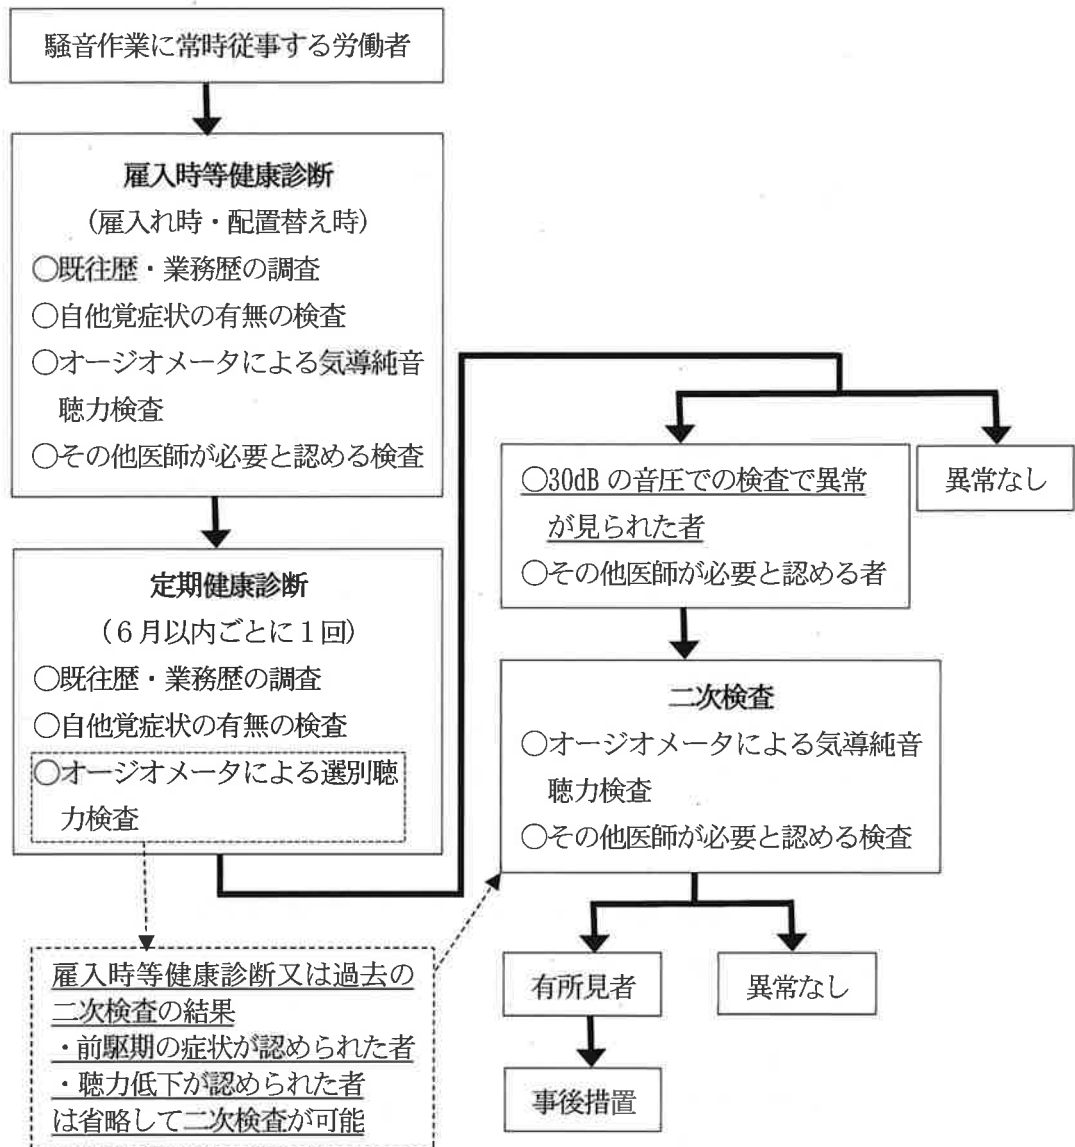 騒音作業に常時従事する労働者
雇入時等健康診断
(雇入れ時・配置替え時)
○既往歴・業務歴の調査
○自他覚症状の有無の検査
○オージオメータによる気導純音
聴力検査
○その他医師が必要と認める検査
定期健康診断
(6月以内ごとに1回)
○既往歴・業務歴の調査
○自他覚症状の有無の検査
○オージオメータによる選別聴
力検査
雇入時等健康診断又は過去の
二次検査の結果
・前駆期の症状が認められた者
・聴力低下が認められた者
は省略して二次検査が可能
○30dBの音圧での検査で異常
が見られた者
○その他医師が必要と認める者
異常なし
二次検査
○オージオメータによる気導純音
聴力検査
○その他医師が必要と認める検査
有所見者
異常なし
事後措置